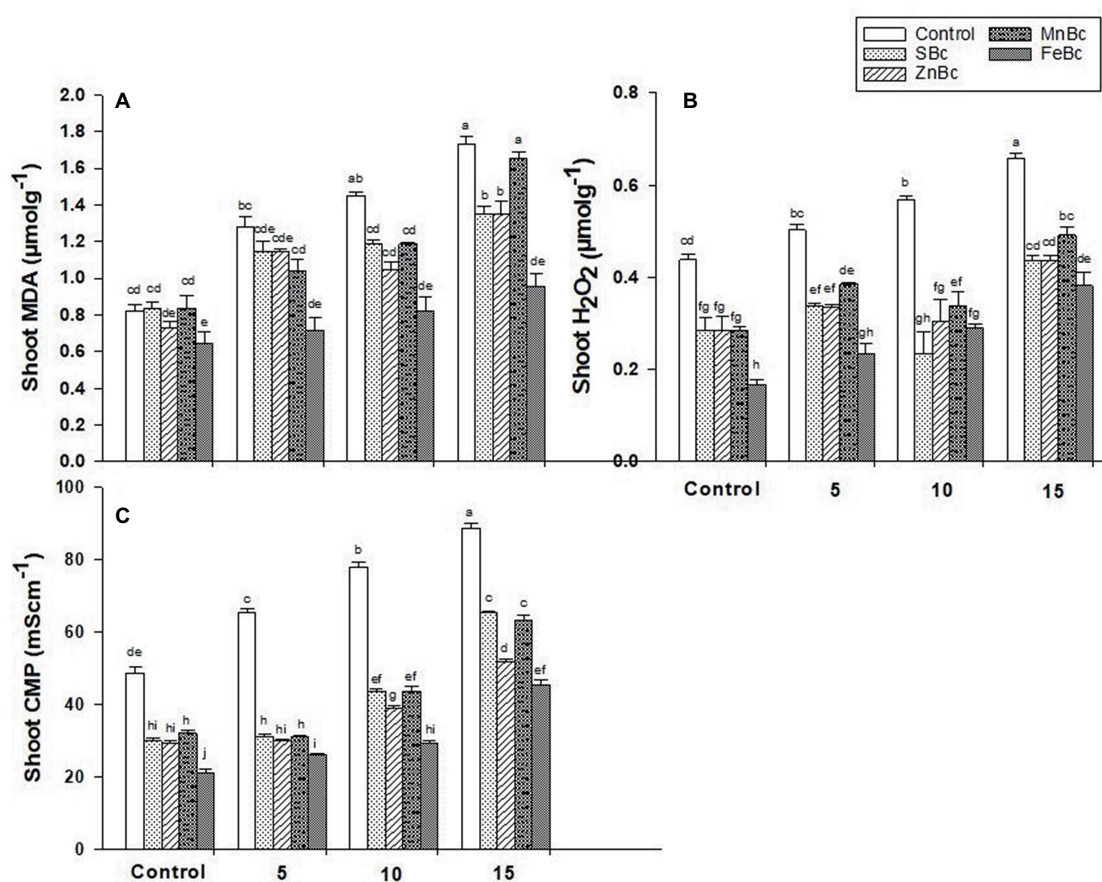 Control
SBc
ZnBc
MnBc
FeBc
A
Shoot MDA (µmolg⁻¹)
2.0
1.8
1.6
1.4
1.2
1.0
0.8
0.6
0.4
0.2
0.0
cd cd de cd e
bc cde cde cd de
ab cd cd cd de
a b b a de
B
Shoot H₂O₂ (µmolg⁻¹)
0.8
0.6
0.4
0.2
0.0
cd fg fg fg h
bc ef ef de gh
b gh fg ef fg
a cd cd bc de
Control 5 10 15
C
Shoot CMP (mScm⁻¹)
100
80
60
40
20
0
de hi hi h j
c h hi h i
b ef g ef hi
a c d c ef
Control 5 10 15